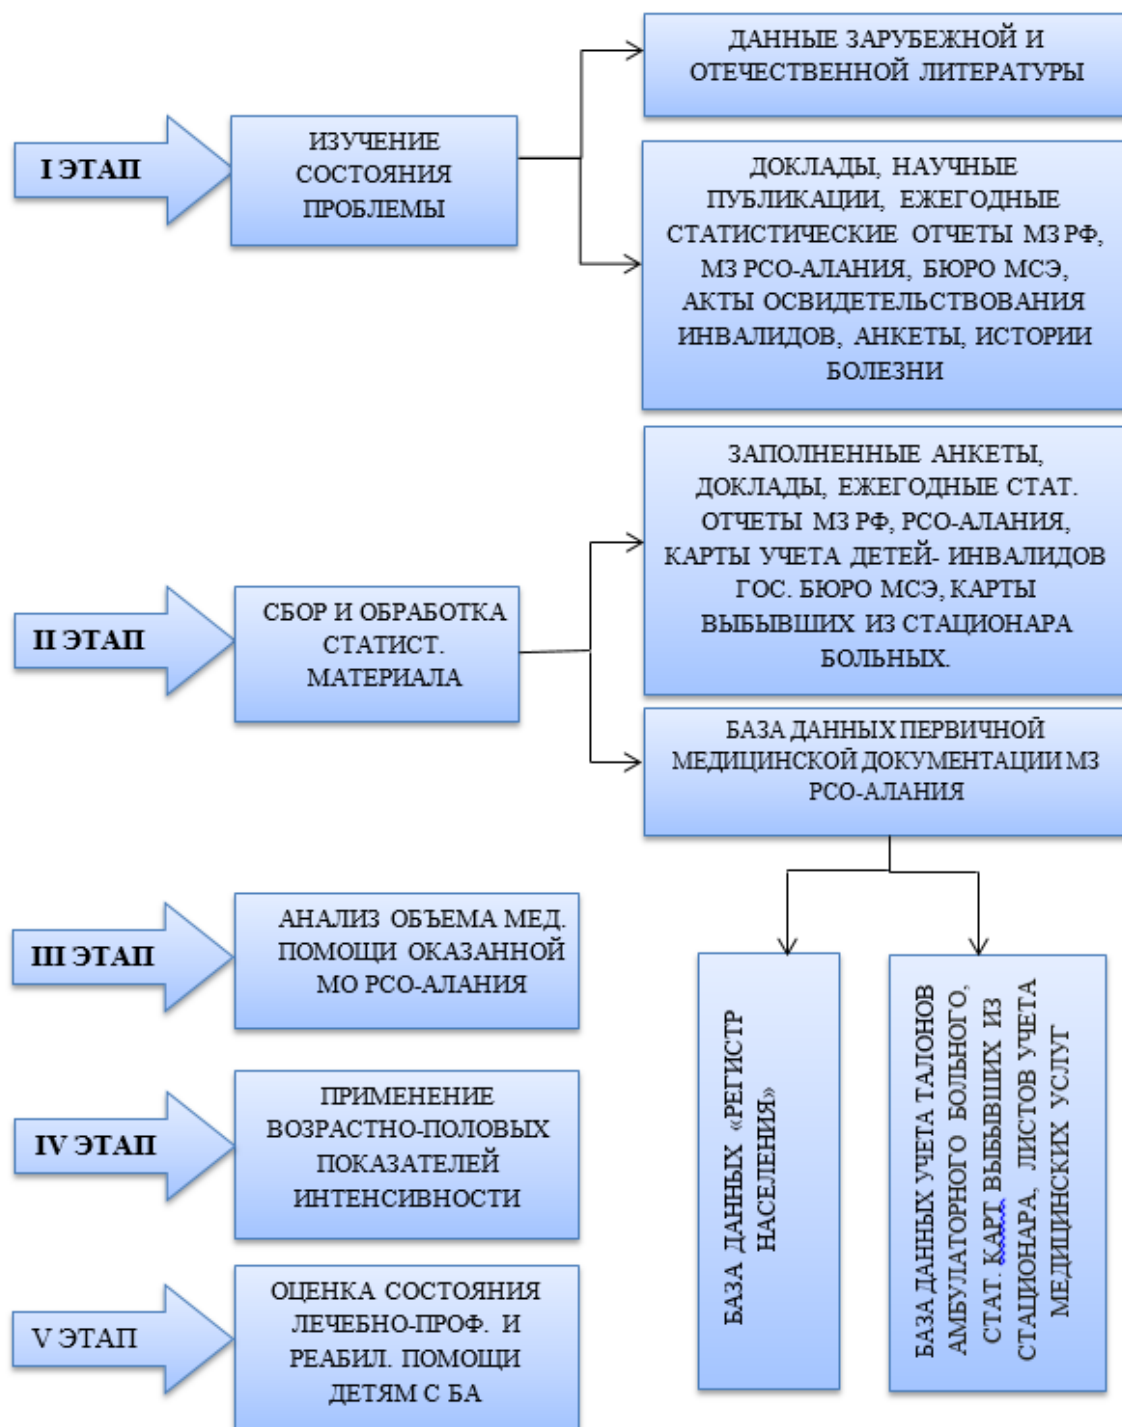 I ЭТАП
ИЗУЧЕНИЕ
СОСТОЯНИЯ
ПРОБЛЕМЫ
ДАННЫЕ ЗАРУБЕЖНОЙ И
ОТЕЧЕСТВЕННОЙ ЛИТЕРАТУРЫ
ДОКЛАДЫ, НАУЧНЫЕ
ПУБЛИКАЦИИ, ЕЖЕГОДНЫЕ
СТАТИСТИЧЕСКИЕ ОТЧЕТЫ МЗ РФ,
МЗ РСО-АЛАНИЯ, БЮРО МСЭ,
АКТЫ ОСВИДЕТЕЛЬСТВОВАНИЯ
ИНВАЛИДОВ, АНКЕТЫ, ИСТОРИИ
БОЛЕЗНИ
II ЭТАП
СБОР И ОБРАБОТКА
СТАТИСТ.
МАТЕРИАЛА
ЗАПОЛНЕННЫЕ АНКЕТЫ,
ДОКЛАДЫ, ЕЖЕГОДНЫЕ СТАТ.
ОТЧЕТЫ МЗ РФ, РСО-АЛАНИЯ,
КАРТЫ УЧЕТА ДЕТЕЙ- ИНВАЛИДОВ
ГОС. БЮРО МСЭ, КАРТЫ
ВЫБЫВШИХ ИЗ СТАЦИОНАРА
БОЛЬНЫХ.
БАЗА ДАННЫХ ПЕРВИЧНОЙ
МЕДИЦИНСКОЙ ДОКУМЕНТАЦИИ МЗ
РСО-АЛАНИЯ
БАЗА ДАННЫХ «РЕГИСТР
НАСЕЛЕНИЯ»
БАЗА ДАННЫХ УЧЕТА ТАЛОНОВ
АМБУЛАТОРНОГО БОЛЬНОГО,
СТАТ. КАРТ ВЫБЫВШИХ ИЗ
СТАЦИОНАРА, ЛИСТОВ УЧЕТА
МЕДИЦИНСКИХ УСЛУГ
III ЭТАП
АНАЛИЗ ОБЪЕМА МЕД.
ПОМОЩИ ОКАЗАННОЙ
МО РСО-АЛАНИЯ
IV ЭТАП
ПРИМЕНЕНИЕ
ВОЗРАСТНО-ПОЛОВЫХ
ПОКАЗАТЕЛЕЙ
ИНТЕНСИВНОСТИ
V ЭТАП
ОЦЕНКА СОСТОЯНИЯ
ЛЕЧЕБНО-ПРОФ. И
РЕАБИЛ. ПОМОЩИ
ДЕТЯМ С БА